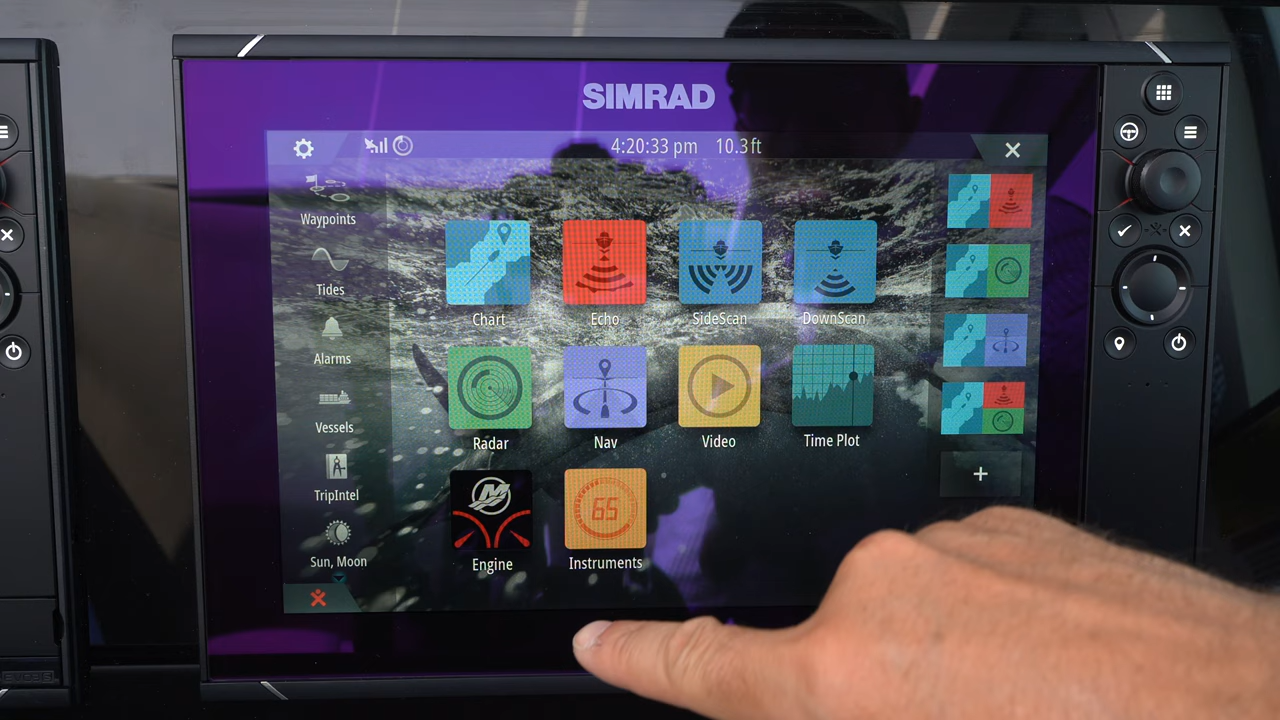 SIMRAD
4:20:33 pm 10.3 ft
Waypoints
Tides
Alarms
Vessels
TripIntel
Sun, Moon
Chart Echo SideScan DownScan
Radar Nav Video Time Plot
65
Engine Instruments